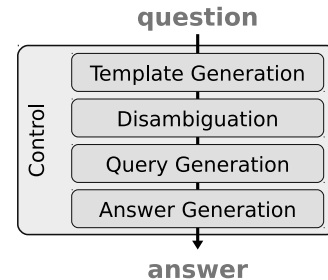 question
Control
Template Generation
Disambiguation
Query Generation
Answer Generation
answer